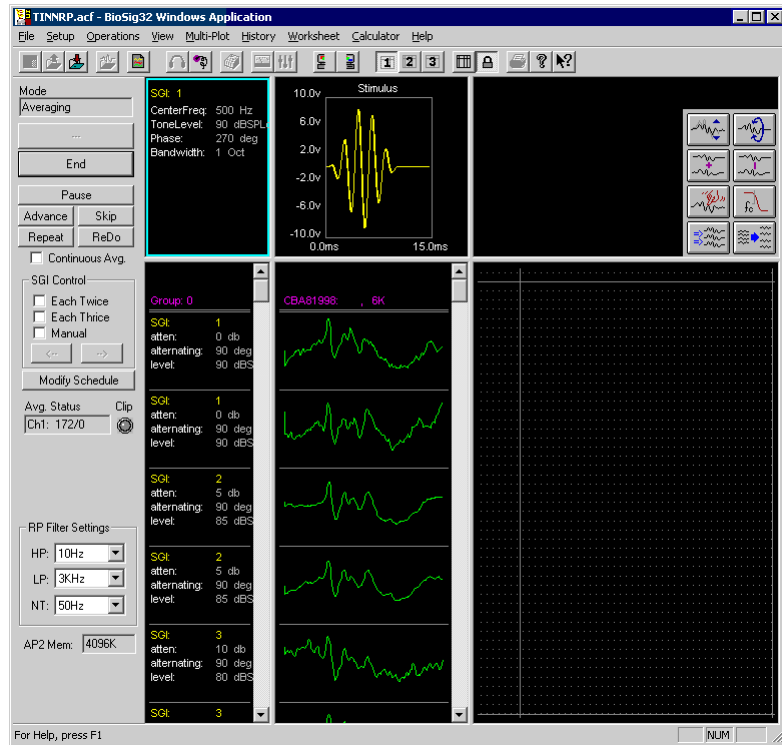 TINNRP.acf - BioSig32 Windows Application
File Setup Operations View Multi-Plot History Worksheet Calculator Help
1 2 3
Mode
Averaging
...
End
Pause
Advance Skip
Repeat ReDo
Continuous Avg.
SGI Control
Each Twice
Each Thrice
Manual
<-- -->
Modify Schedule
Avg. Status Clip
Ch1: 172/0
RP Filter Settings
HP: 10Hz
LP: 3KHz
NT: 50Hz
AP2 Mem: 4096K
SGI: 1
CenterFreq: 500 Hz
ToneLevel: 90 dBSPL
Phase: 270 deg
Bandwidth: 1 Oct
Stimulus
10.0v
6.0v
2.0v
-2.0v
-6.0v
-10.0v
0.0ms 15.0ms
fc
Group: 0
CBA81998: , 6K
SGI: 1
atten: 0 db
alternating: 90 deg
level: 90 dBS
SGI: 1
atten: 0 db
alternating: 90 deg
level: 90 dBS
SGI: 2
atten: 5 db
alternating: 90 deg
level: 85 dBS
SGI: 2
atten: 5 db
alternating: 90 deg
level: 85 dBS
SGI: 3
atten: 10 db
alternating: 90 deg
level: 80 dBS
SGI: 3
For Help, press F1
NUM